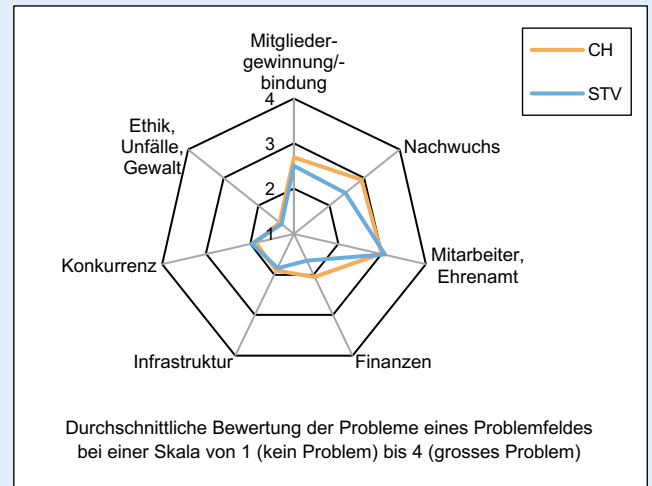 Mitglieder-
gewinnung/-
bindung
CH
STV
4
3
2
1
Ethik,
Unfälle,
Gewalt
Nachwuchs
Konkurrenz
Mitarbeiter,
Ehrenamt
Infrastruktur
Finanzen
Durchschnittliche Bewertung der Probleme eines Problemfeldes
bei einer Skala von 1 (kein Problem) bis 4 (grosses Problem)